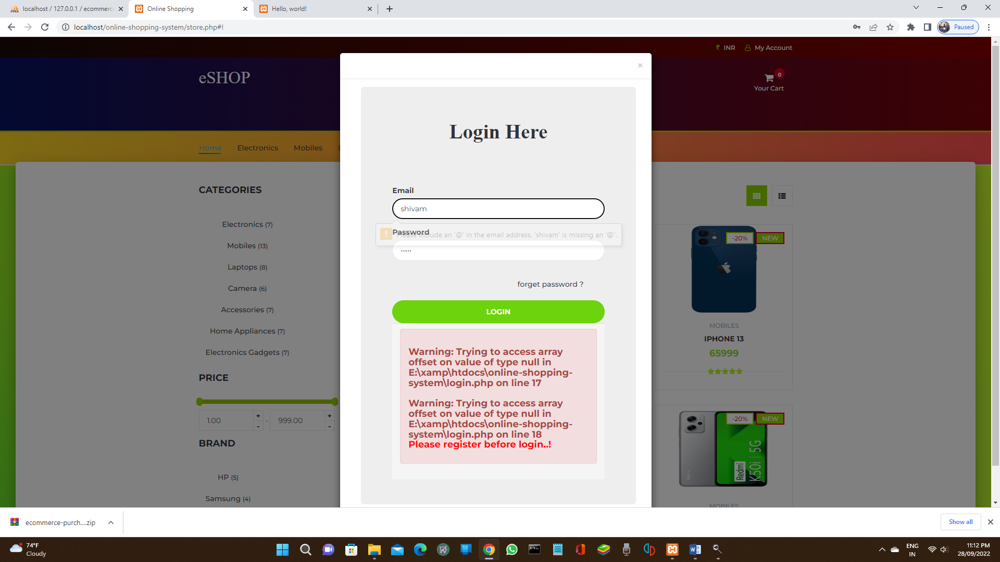 localhost / 127.0.0.1 / ecommerce
Online Shopping
Hello, world!
localhost/online-shopping-system/store.php#!
Paused
INR
My Account
eSHOP
0
Your Cart
×
Login Here
Home
Electronics
Mobiles
Email
shivam
Password
Please include an '@' in the email address. 'shivam' is missing an '@'.
forget password ?
LOGIN
Warning: Trying to access array
offset on value of type null in
E:\xamp\htdocs\online-shopping-
system\login.php on line 17
Warning: Trying to access array
offset on value of type null in
E:\xamp\htdocs\online-shopping-
system\login.php on line 18
Please register before login..!
CATEGORIES
Electronics (7)
Mobiles (13)
Laptops (8)
Camera (6)
Accessories (7)
Home Appliances (7)
Electronics Gadgets (7)
PRICE
1.00
+
-
-
999.00
+
-
BRAND
HP (5)
Samsung (4)
-20%
NEW
MOBILES
IPHONE 13
65999
-20%
NEW
Redmi
K50i | 5G
MOBILES
ecommerce-purch....zip
Show all
74°F
Cloudy
ENG
IN
11:12 PM
28/09/2022